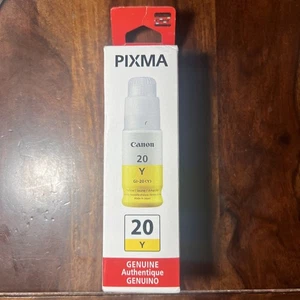 PIXMA
Canon
20
Y
20
Y
GENUINE
Authentique
GENUINO